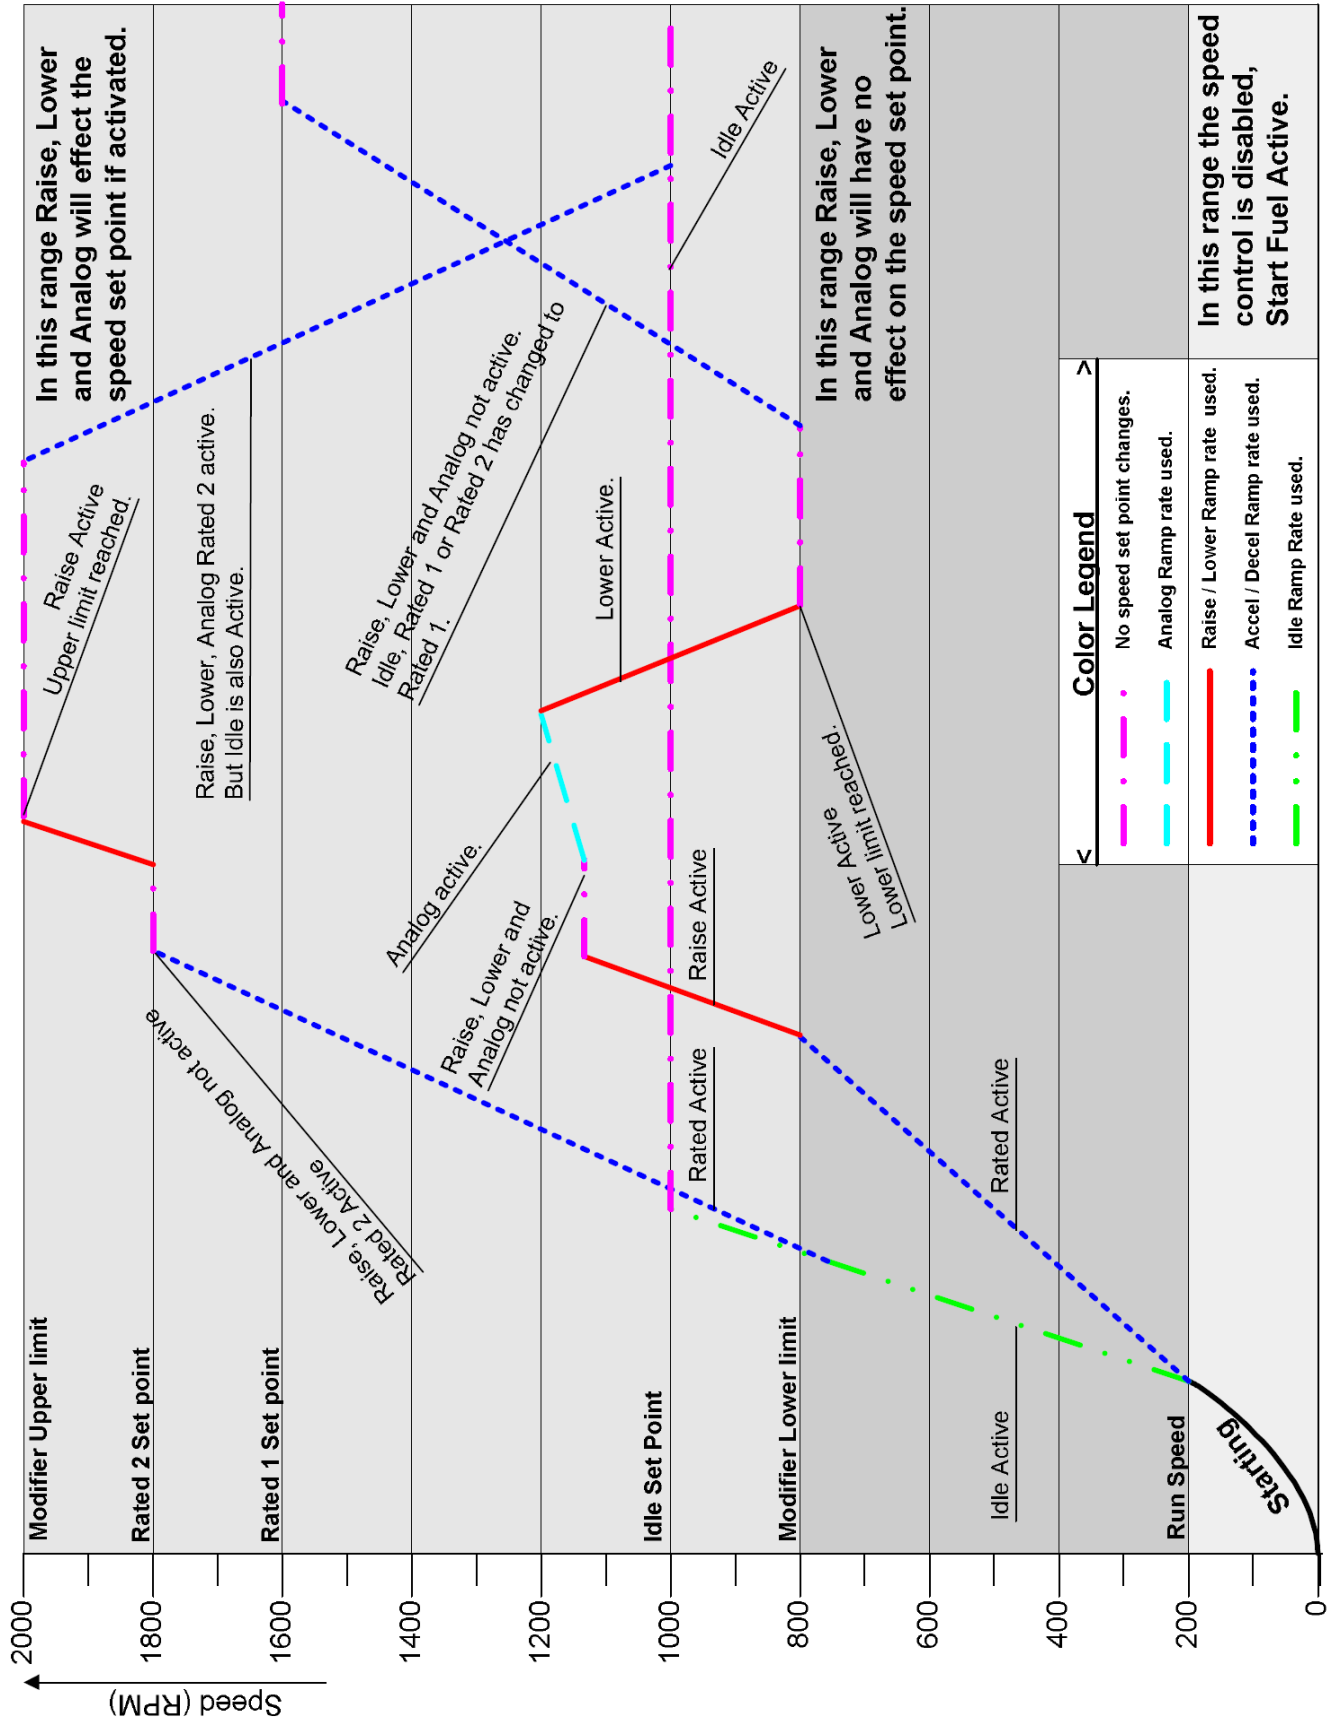 Speed (RPM)
2000
1800
1600
1400
1200
1000
800
600
400
200
0
Modifier Upper limit
Rated 2 Set point
Rated 1 Set point
Idle Set Point
Modifier Lower limit
Run Speed
Starting
Idle Active
Rated Active
Rated Active
Raise Active
Raise, Lower and Analog not active
Rated 2 Active
Raise, Lower and
Analog not active.
Analog active.
Lower Active
Lower limit reached.
Lower Active.
Raise Active
Upper limit reached.
Raise, Lower, Analog Rated 2 active.
But Idle is also Active.
Raise, Lower and Analog not active.
Idle, Rated 1 or Rated 2 has changed to
Rated 1.
Idle Active
In this range Raise, Lower
and Analog will effect the
speed set point if activated.
In this range Raise, Lower
and Analog will have no
effect on the speed set point.
In this range the speed
control is disabled,
Start Fuel Active.
< Color Legend >
No speed set point changes.
Analog Ramp rate used.
Raise / Lower Ramp rate used.
Accel / Decel Ramp rate used.
Idle Ramp Rate used.